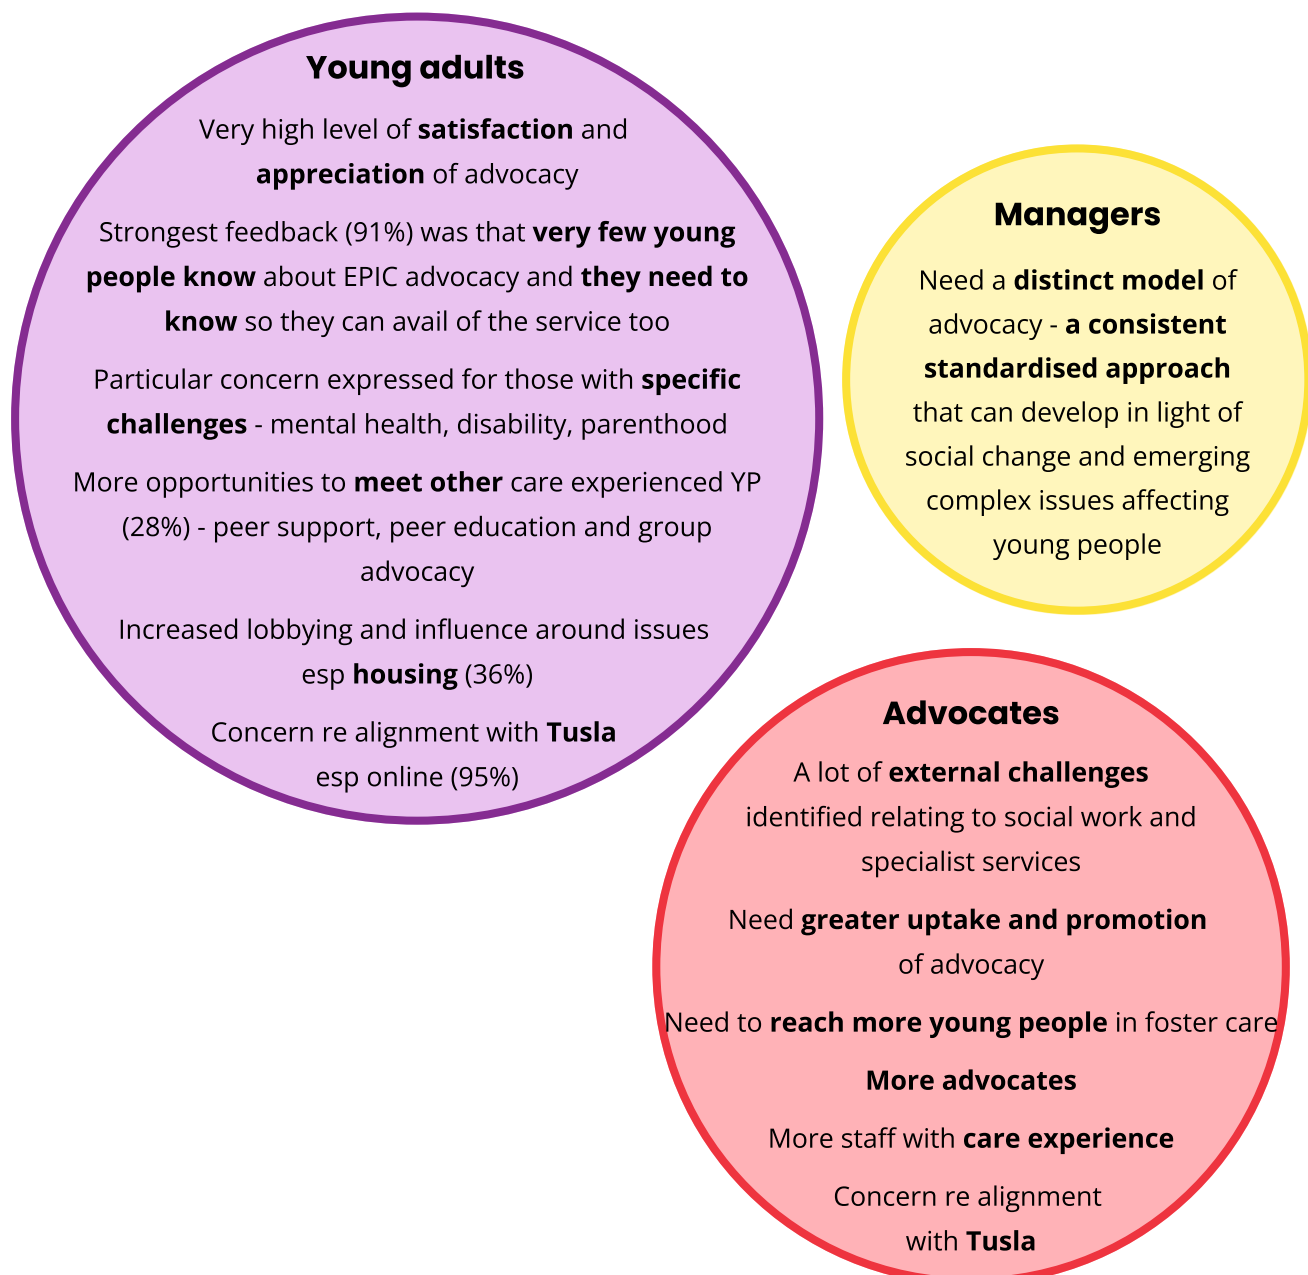 Young adults
Very high level of satisfaction and
appreciation of advocacy
Strongest feedback (91%) was that very few young
people know about EPIC advocacy and they need to
know so they can avail of the service too
Particular concern expressed for those with specific
challenges - mental health, disability, parenthood
More opportunities to meet other care experienced YP
(28%) - peer support, peer education and group
advocacy
Increased lobbying and influence around issues
esp housing (36%)
Concern re alignment with Tusla
esp online (95%)
Managers
Need a distinct model of
advocacy - a consistent
standardised approach
that can develop in light of
social change and emerging
complex issues affecting
young people
Advocates
A lot of external challenges
identified relating to social work and
specialist services
Need greater uptake and promotion
of advocacy
Need to reach more young people in foster care
More advocates
More staff with care experience
Concern re alignment
with Tusla